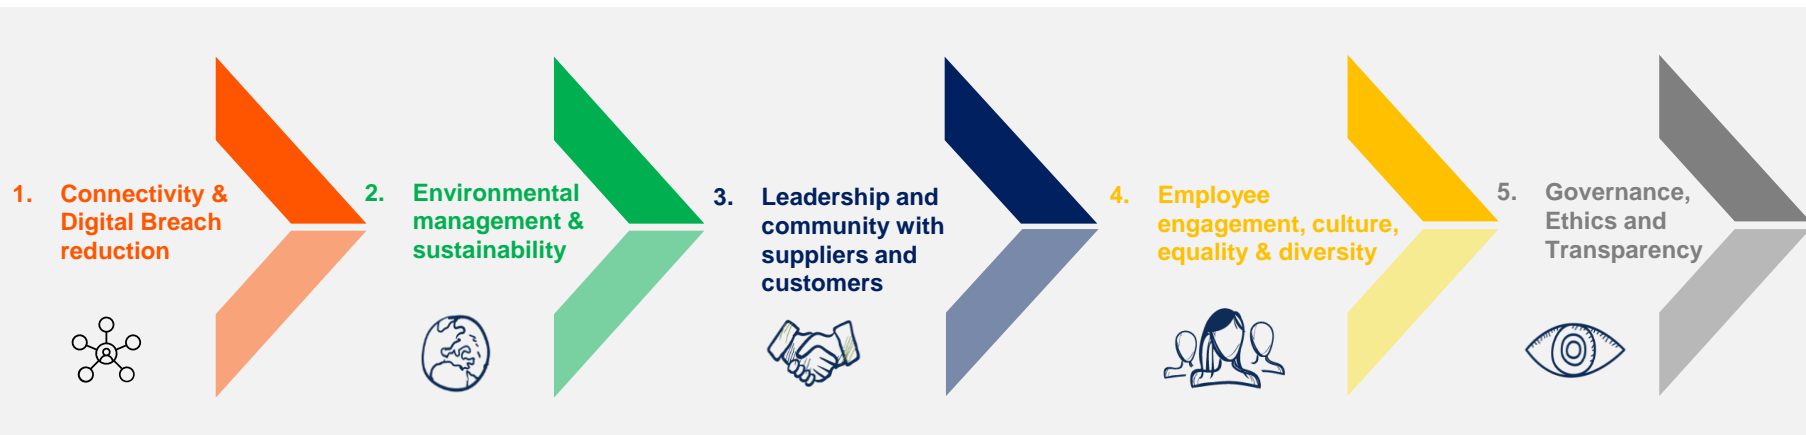 1. Connectivity &
Digital Breach
reduction
2. Environmental
management &
sustainability
3. Leadership and
community with
suppliers and
customers
4. Employee
engagement, culture,
equality & diversity
5. Governance,
Ethics and
Transparency